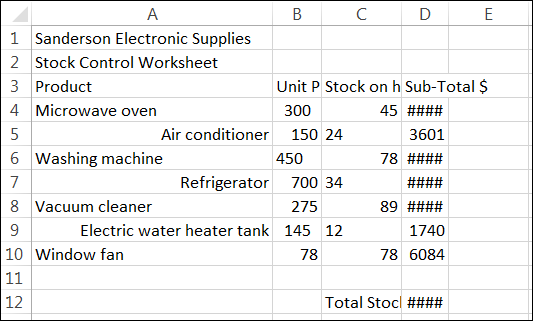 A B C D E
1 Sanderson Electronic Supplies
2 Stock Control Worksheet
3 Product Unit P Stock on h Sub-Total $
4 Microwave oven 300 45 ####
5 Air conditioner 150 24 3601
6 Washing machine 450 78 ####
7 Refrigerator 700 34 ####
8 Vacuum cleaner 275 89 ####
9 Electric water heater tank 145 12 1740
10 Window fan 78 78 6084
11
12 Total Stocl ####